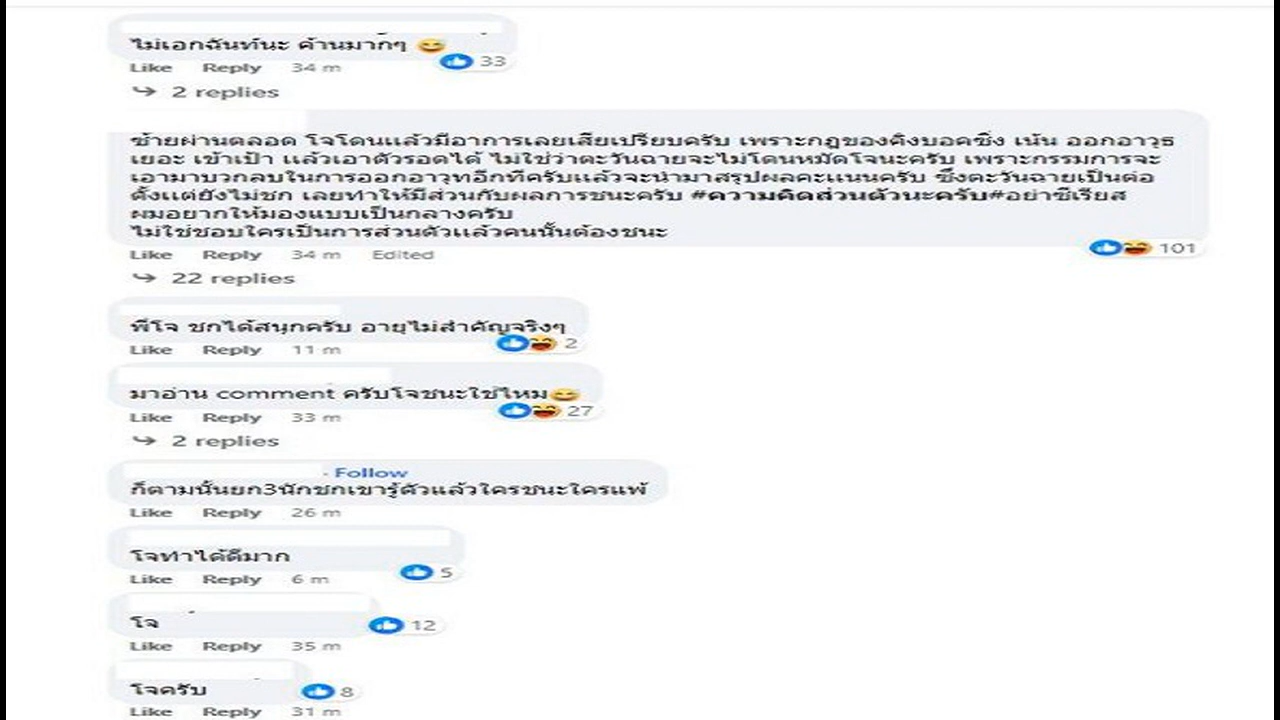 ไม่เอกฉันท์นะ ค้านมากๆ
33
Like Reply 34 m
2 replies
ซ้ายผ่านตลอด โจโดนแล้วมีอาการเลยเสียเปรียบครับ เพราะกฎของคิงบอคซิ่ง เน้น ออกอาวุธ
เยอะ เข้าเป้า แล้วเอาตัวรอดได้ ไม่ใช่ว่าตะวันฉายจะไม่โดนหมัดโจนะครับ เพราะกรรมการจะ
เอามาบวกลบในการออกอาวุทอีกทีครับแล้วจะนำมาสรุปผลคะแนนครับ ซึ่งตะวันฉายเป็นต่อ
ตั้งแต่ยังไม่ชก เลยทำให้มีส่วนกับผลการชนะครับ #ความคิดส่วนตัวนะครับ#อย่าซีเรียส
ผมอยากให้มองแบบเป็นกลางครับ
ไม่ใช่ชอบใครเป็นการส่วนตัวแล้วคนนั้นต้องชนะ
101
Like Reply 34 m Edited
22 replies
พี่โจ ชกได้สนุกครับ อายุไม่สำคัญจริงๆ
2
Like Reply 11 m
มาอ่าน comment ครับโจชนะใช่ไหม
27
Like Reply 33 m
2 replies
· Follow
ก็ตามนั้นยก3นักชกเขารู้ตัวแล้วใครชนะใครแพ้
Like Reply 26 m
โจทำได้ดีมาก
5
Like Reply 6 m
โจ
12
Like Reply 35 m
โจครับ
8
Like Reply 31 m